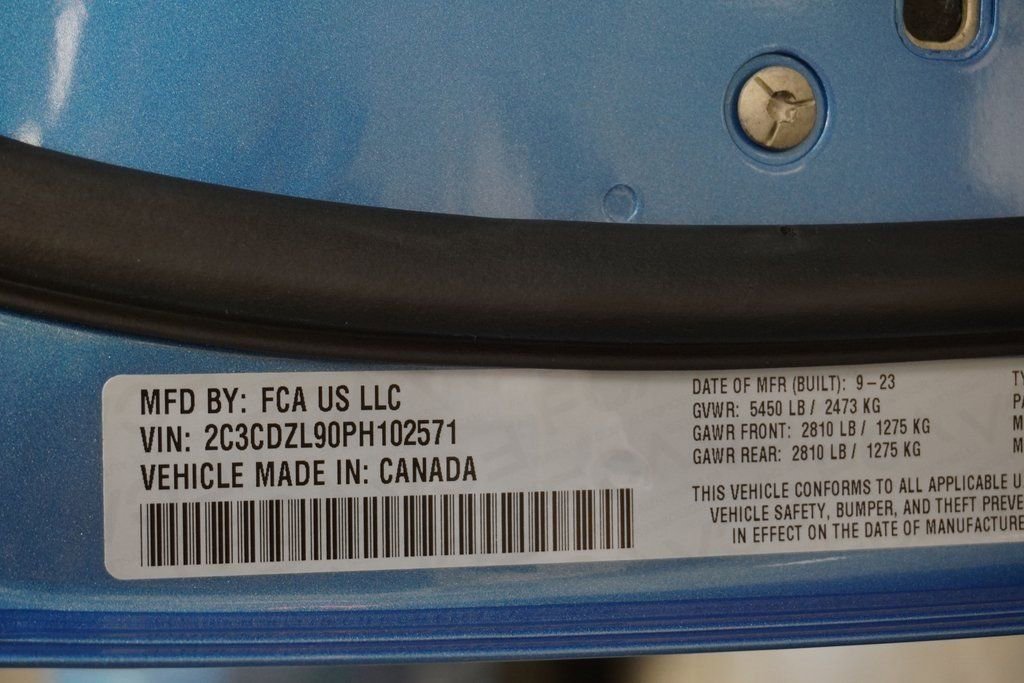 MFD BY: FCA US LLC
VIN: 2C3CDZL90PH102571
VEHICLE MADE IN: CANADA
DATE OF MFR (BUILT): 9-23
GVWR: 5450 LB / 2473 KG
GAWR FRONT: 2810 LB / 1275 KG
GAWR REAR: 2810 LB / 1275 KG
THIS VEHICLE CONFORMS TO ALL APPLICABLE U.
VEHICLE SAFETY, BUMPER, AND THEFT PREVE
IN EFFECT ON THE DATE OF MANUFACTURE